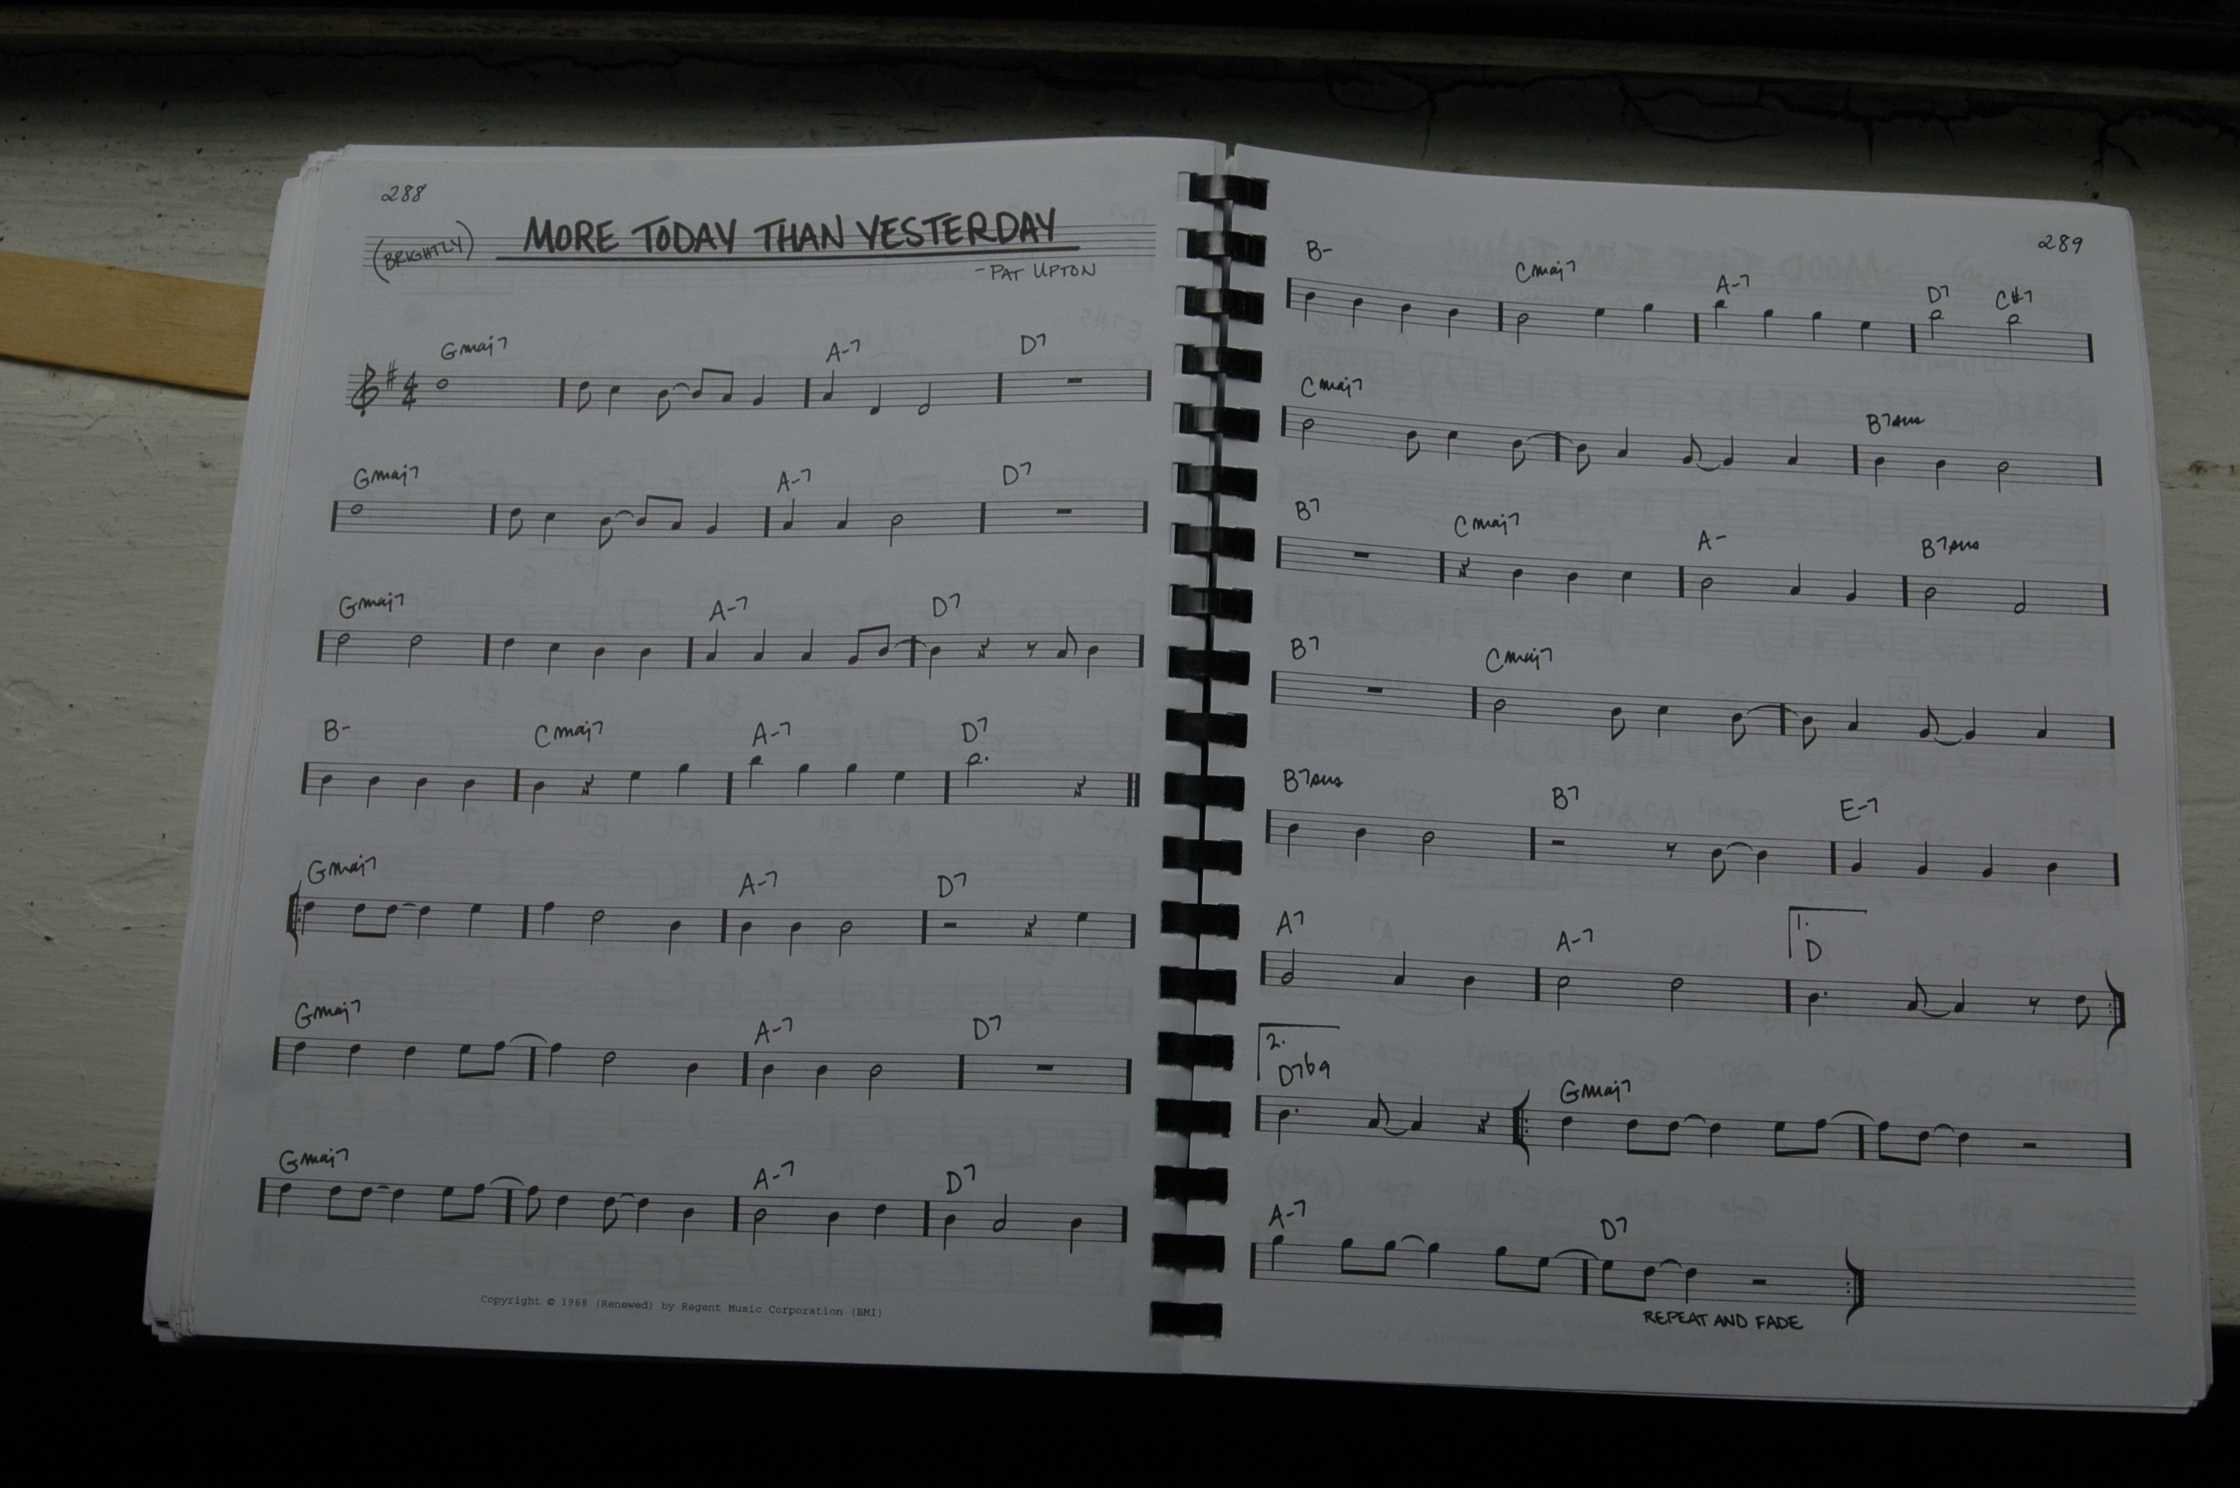 288
(BRIGHTLY) MORE TODAY THAN YESTERDAY
- PAT UPTON
Gmaj7 A-7 D7
4 4
Gmaj7 A-7 D7
Gmaj7 A-7 D7
B- Cmaj7 A-7 D7
Gmaj7 A-7 D7
Gmaj7 A-7 D7
Gmaj7 A-7 D7
Copyright © 1968 (Renewed) by Regent Music Corporation (BMI)
289
B- Cmaj7 A-7 D7 C#7
Cmaj7 B7sus
B7 Cmaj7 A- B7sus
B7 Cmaj7
B7sus B7 E-7
A7 A-7 1. D
2. D7b9 Gmaj7
A-7 D7
REPEAT AND FADE